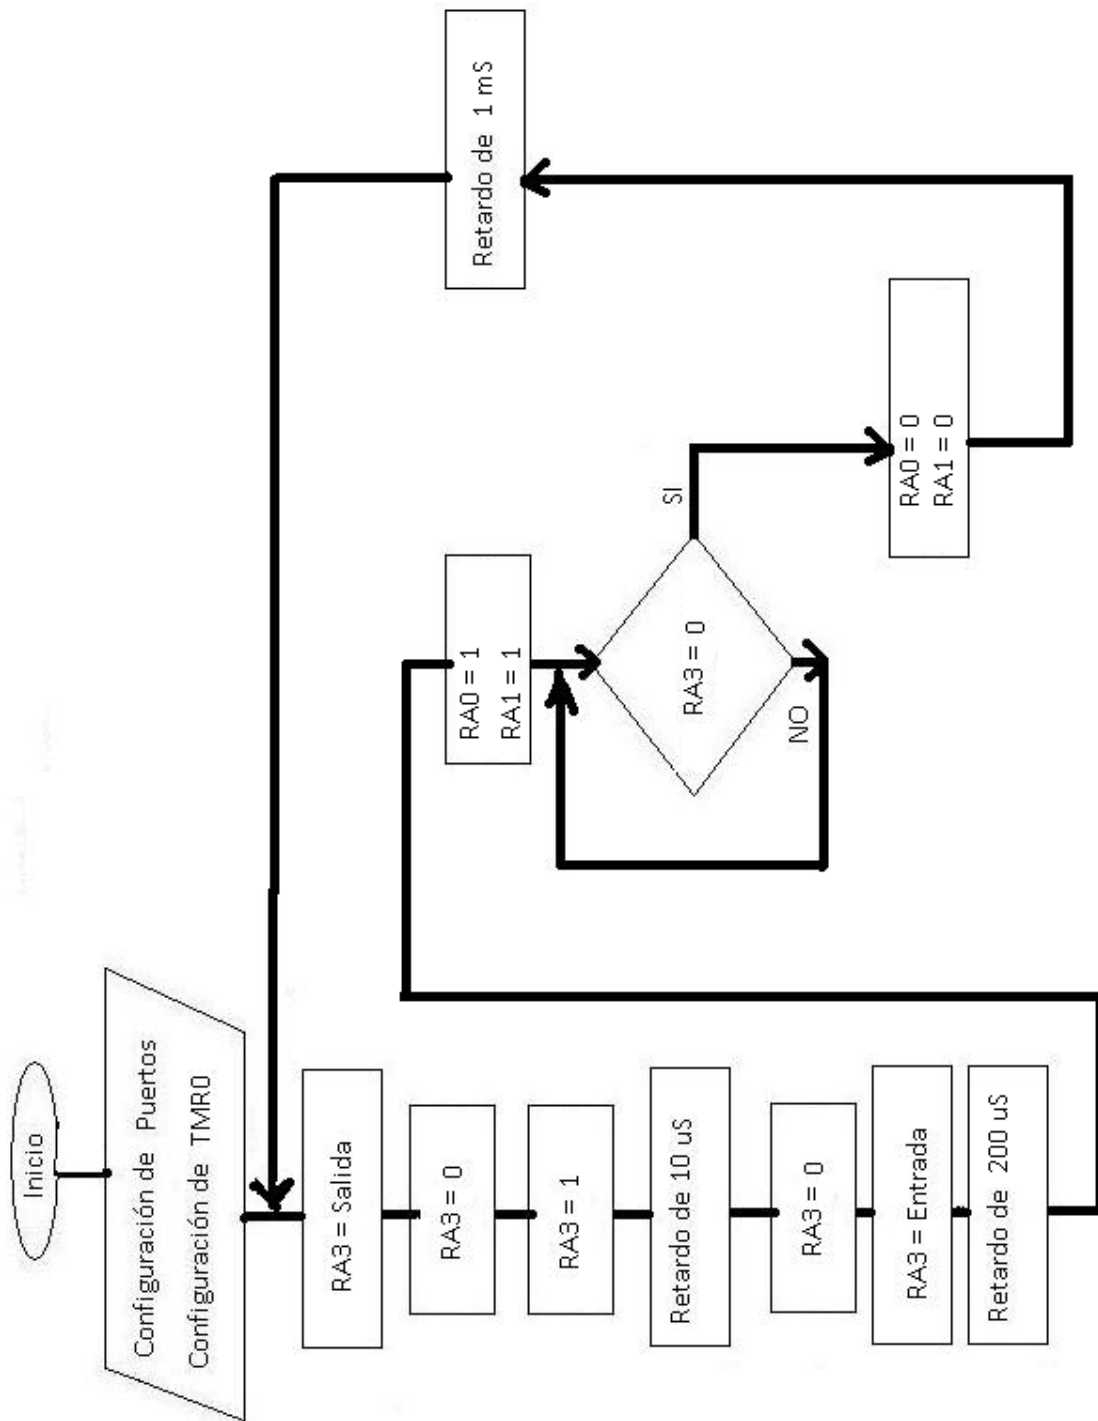 Inicio
Configuración de Puertos
Configuración de TMR0
RA3 = Salida
RA3 = 0
RA3 = 1
Retardo de 10 uS
RA3 = 0
RA3 = Entrada
Retardo de 200 uS
RA0 = 1
RA1 = 1
RA3 = 0
NO
SI
RA0 = 0
RA1 = 0
Retardo de 1 mS